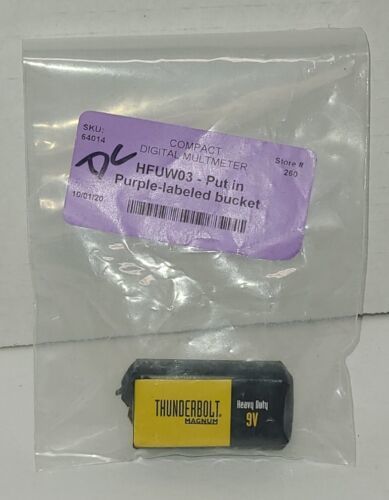 SKU:
64014
COMPACT
DIGITAL MULTMETER
Store #
260
DC
HFUW03 - Put in
Purple-labeled bucket
10/01/20
THUNDERBOLT®
MAGNUM
Heavy Duty
9V